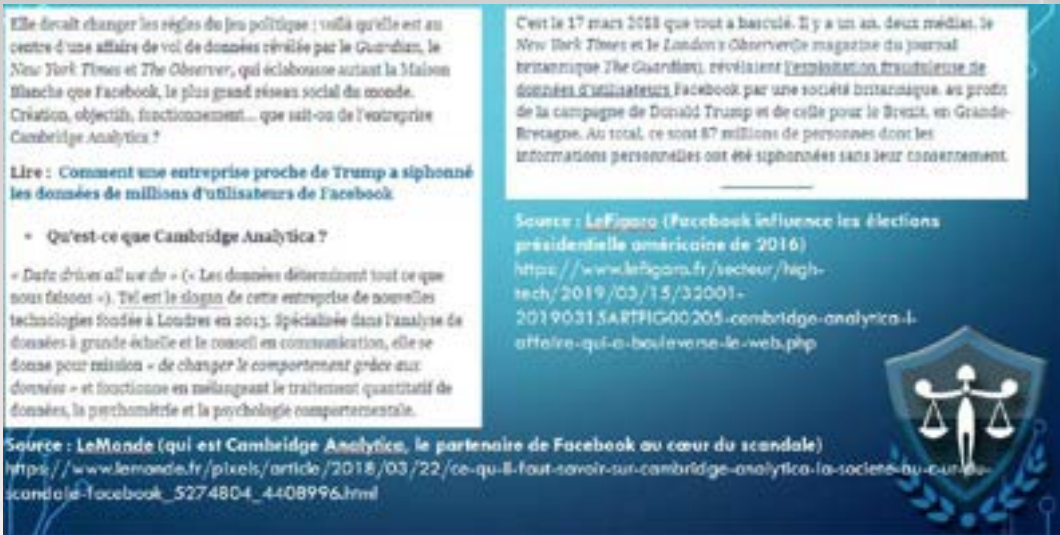 Elle devait changer les règles du jeu politique ; voilà qu'elle est au
centre d'une affaire de vol de données révélée par le Guardian, le
New York Times et The Observer, qui éclabousse autant la Maison
Blanche que Facebook, le plus grand réseau social du monde.
Création, objectifs, fonctionnement... que sait-on de l'entreprise
Cambridge Analytica ?
Lire : Comment une entreprise proche de Trump a siphonné
les données de millions d'utilisateurs de Facebook
• Qu'est-ce que Cambridge Analytica ?
« Data drives all we do » (« Les données déterminent tout ce que
nous faisons »). Tel est le slogan de cette entreprise de nouvelles
technologies fondée à Londres en 2013. Spécialisée dans l'analyse de
données à grande échelle et le conseil en communication, elle se
donne pour mission « de changer le comportement grâce aux
données » et fonctionne en mélangeant le traitement quantitatif de
données, la psychométrie et la psychologie comportementale.
Source : LeMonde (qui est Cambridge Analytica, le partenaire de Facebook au cœur du scandale)
https://www.lemonde.fr/pixels/article/2018/03/22/ce-qu-il-faut-savoir-sur-cambridge-analytica-la-societe-au-c-ur-du-
scandale-facebook_5274804_4408996.html
C'est le 17 mars 2018 que tout a basculé. Il y a un an, deux médias, le
New York Times et le London's Observer(le magazine du journal
britannique The Guardian), révélaient l'exploitation frauduleuse de
données d'utilisateurs Facebook par une société britannique, au profit
de la campagne de Donald Trump et de celle pour le Brexit, en Grande-
Bretagne. Au total, ce sont 87 millions de personnes dont les
informations personnelles ont été siphonnées sans leur consentement.
Source : LeFigaro (Facebook influence les élections
présidentielle américaine de 2016)
https://www.lefigaro.fr/secteur/high-
tech/2019/03/15/32001-
20190315ARTFIG00205-cambridge-analytica-l-
affaire-qui-a-bouleverse-le-web.php